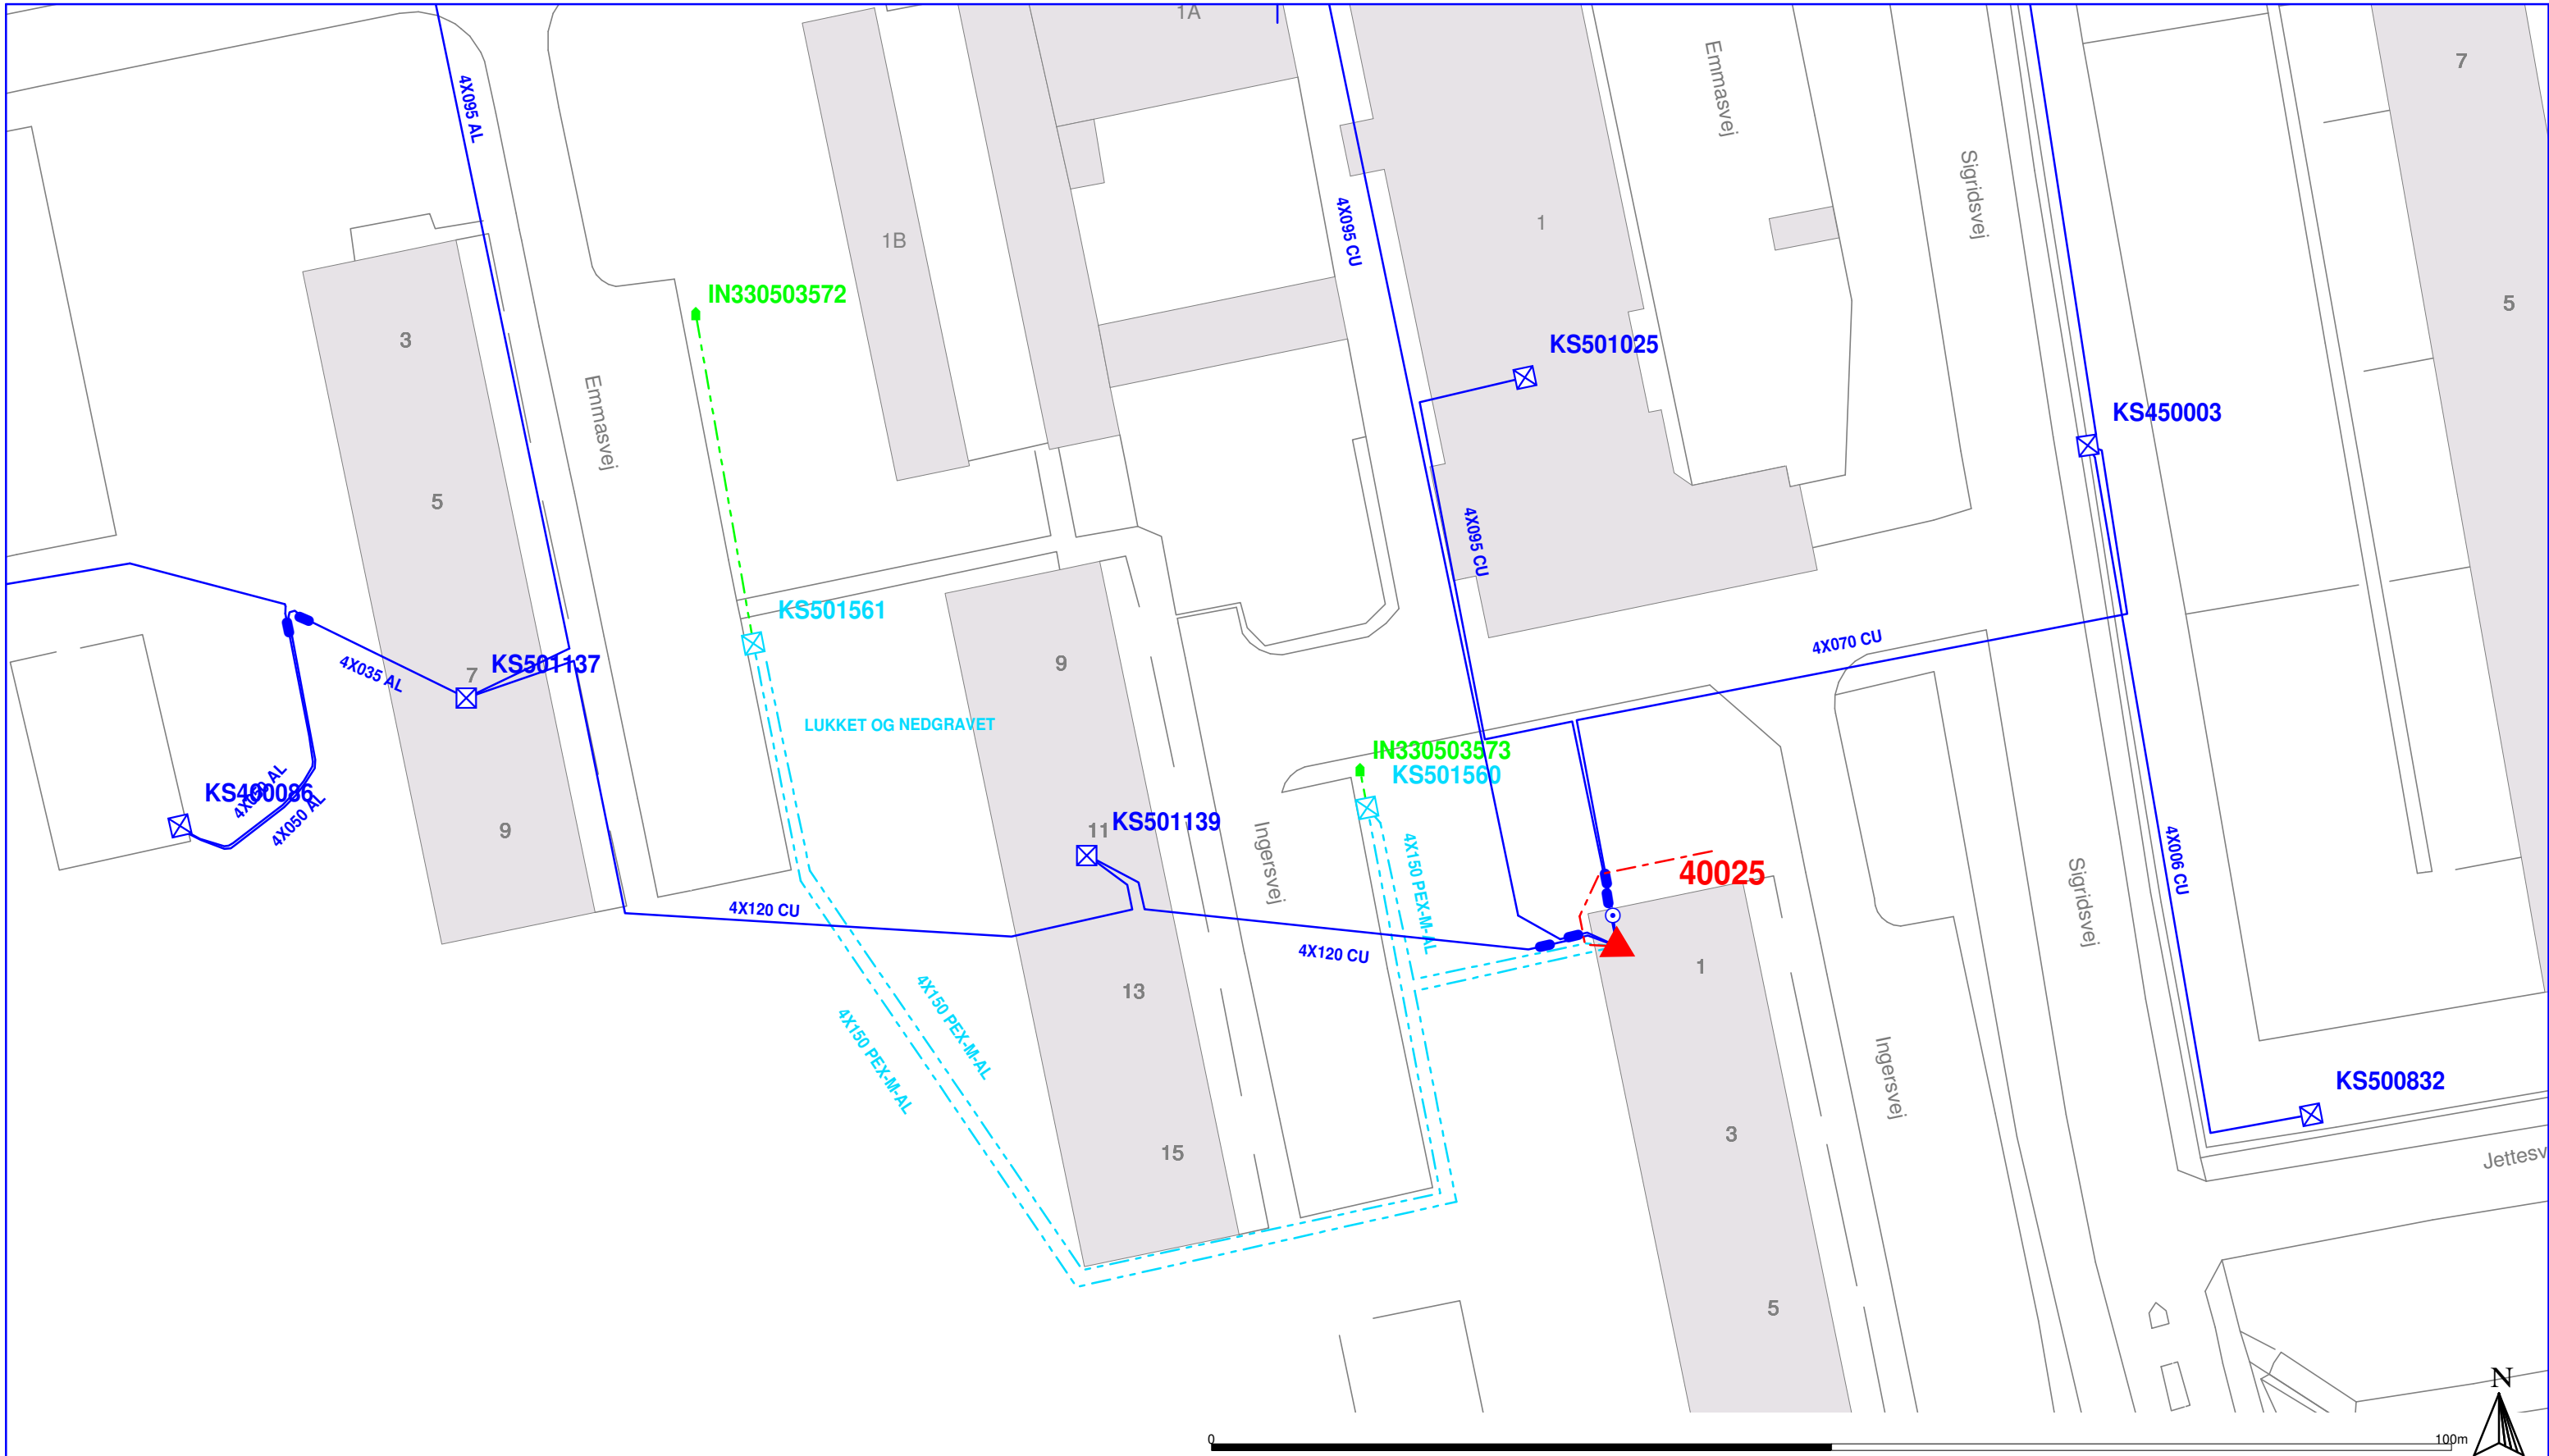 1A
7
Emmasvej
4X095 AL
Sigridsvej
4X095 CU
1
1B
IN330503572
5
3
KS501025
Emmasvej
KS450003
5
4X095 CU
KS501561
4X070 CU
KS501137
9
7
4X035 AL
LUKKET OG NEDGRAVET
IN330503573
KS501560
KS490086
4X050 AL
4X050 AL
KS501139
11
9
Ingersvej
4X150 PEX-M-AL
40025
4X006 CU
Sigridsvej
4X120 CU
4X120 CU
1
13
4X150 PEX-M-AL
4X150 PEX-M-AL
Ingersvej
KS500832
3
15
Jettesv
5
N
0
100m